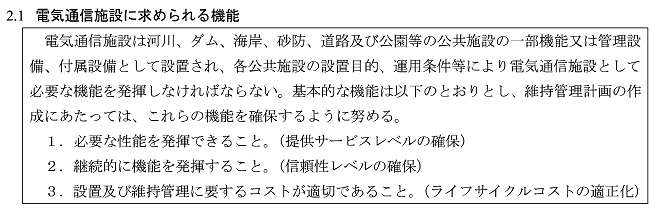 2.1 電気通信施設に求められる機能
電気通信施設は河川、ダム、海岸、砂防、道路及び公園等の公共施設の一部機能又は管理設
備、付属設備として設置され、各公共施設の設置目的、運用条件等により電気通信施設として
必要な機能を発揮しなければならない。基本的な機能は以下のとおりとし、維持管理計画の作
成にあたっては、これらの機能を確保するように努める。
1．必要な性能を発揮できること。（提供サービスレベルの確保）
2．継続的に機能を発揮すること。（信頼性レベルの確保）
3．設置及び維持管理に要するコストが適切であること。（ライフサイクルコストの適正化）